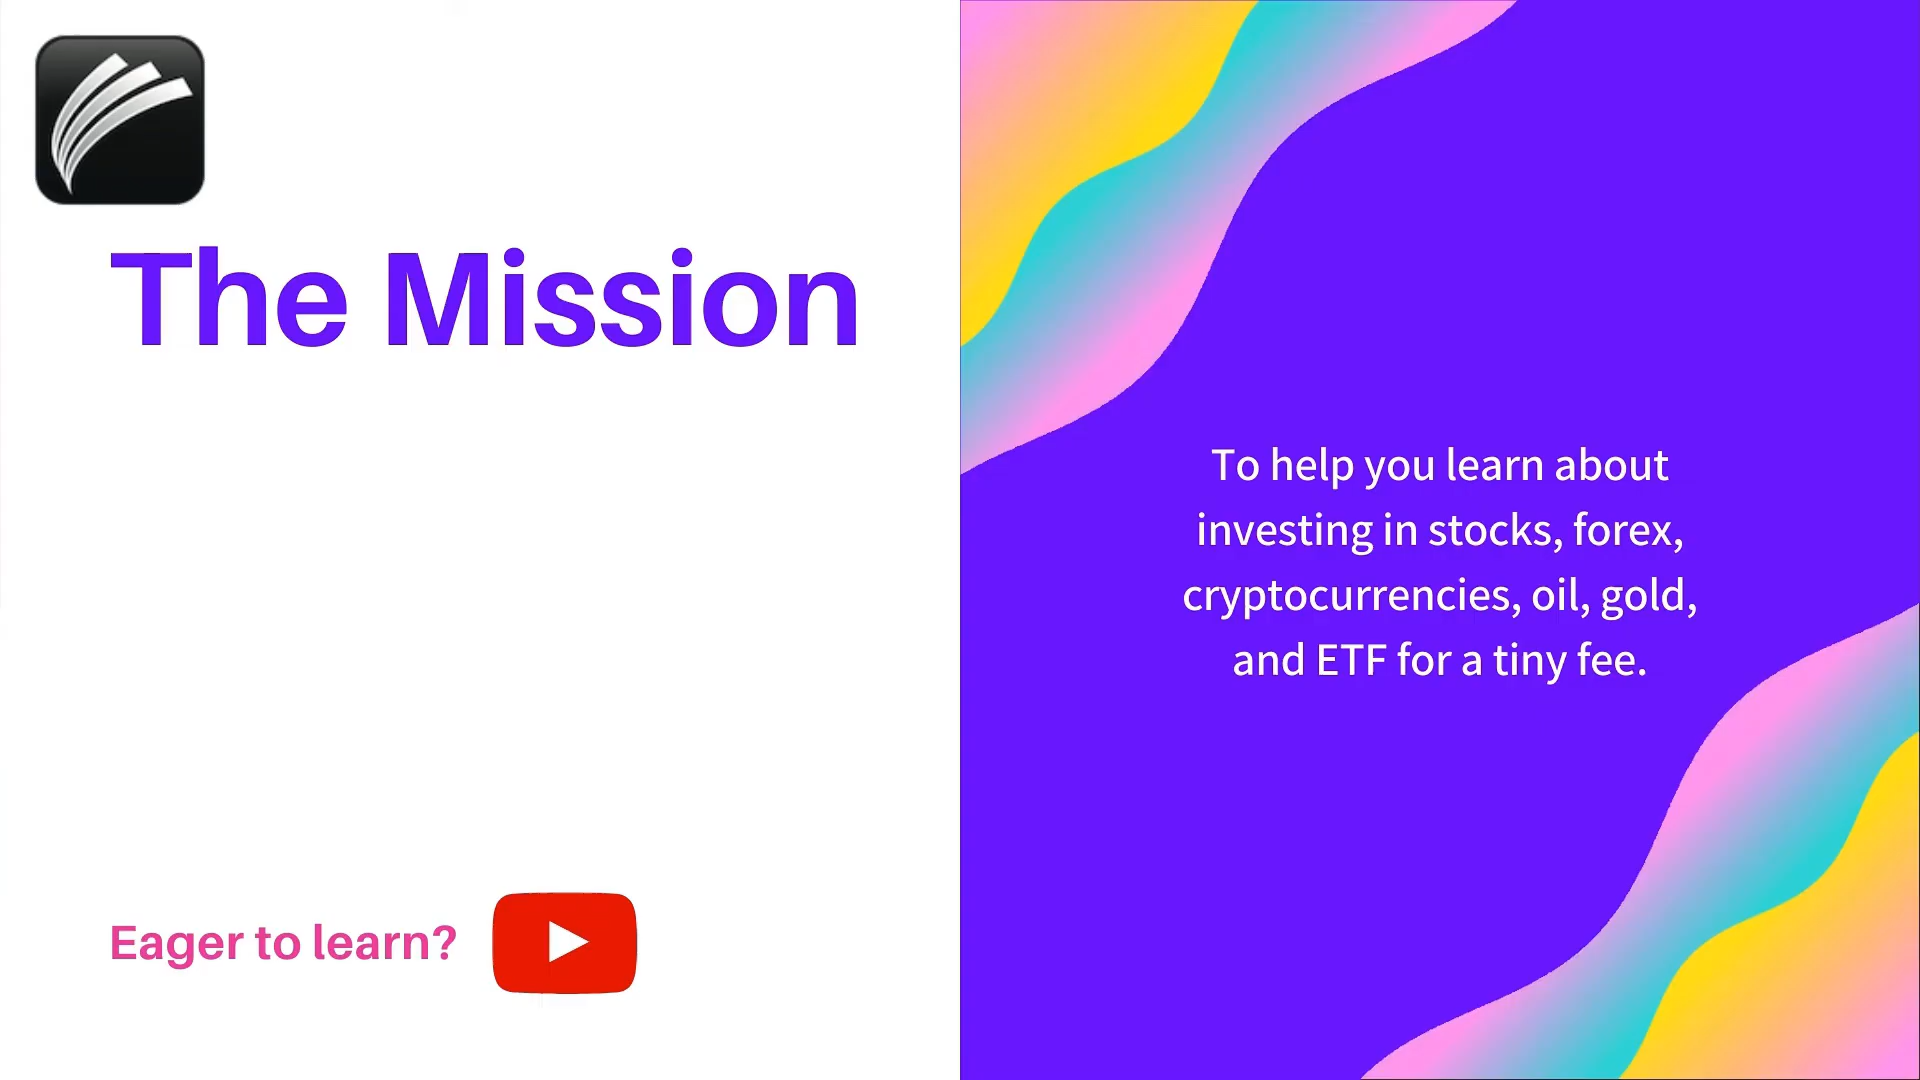 The Mission
To help you learn about
investing in stocks, forex,
cryptocurrencies, oil, gold,
and ETF for a tiny fee.
Eager to learn?